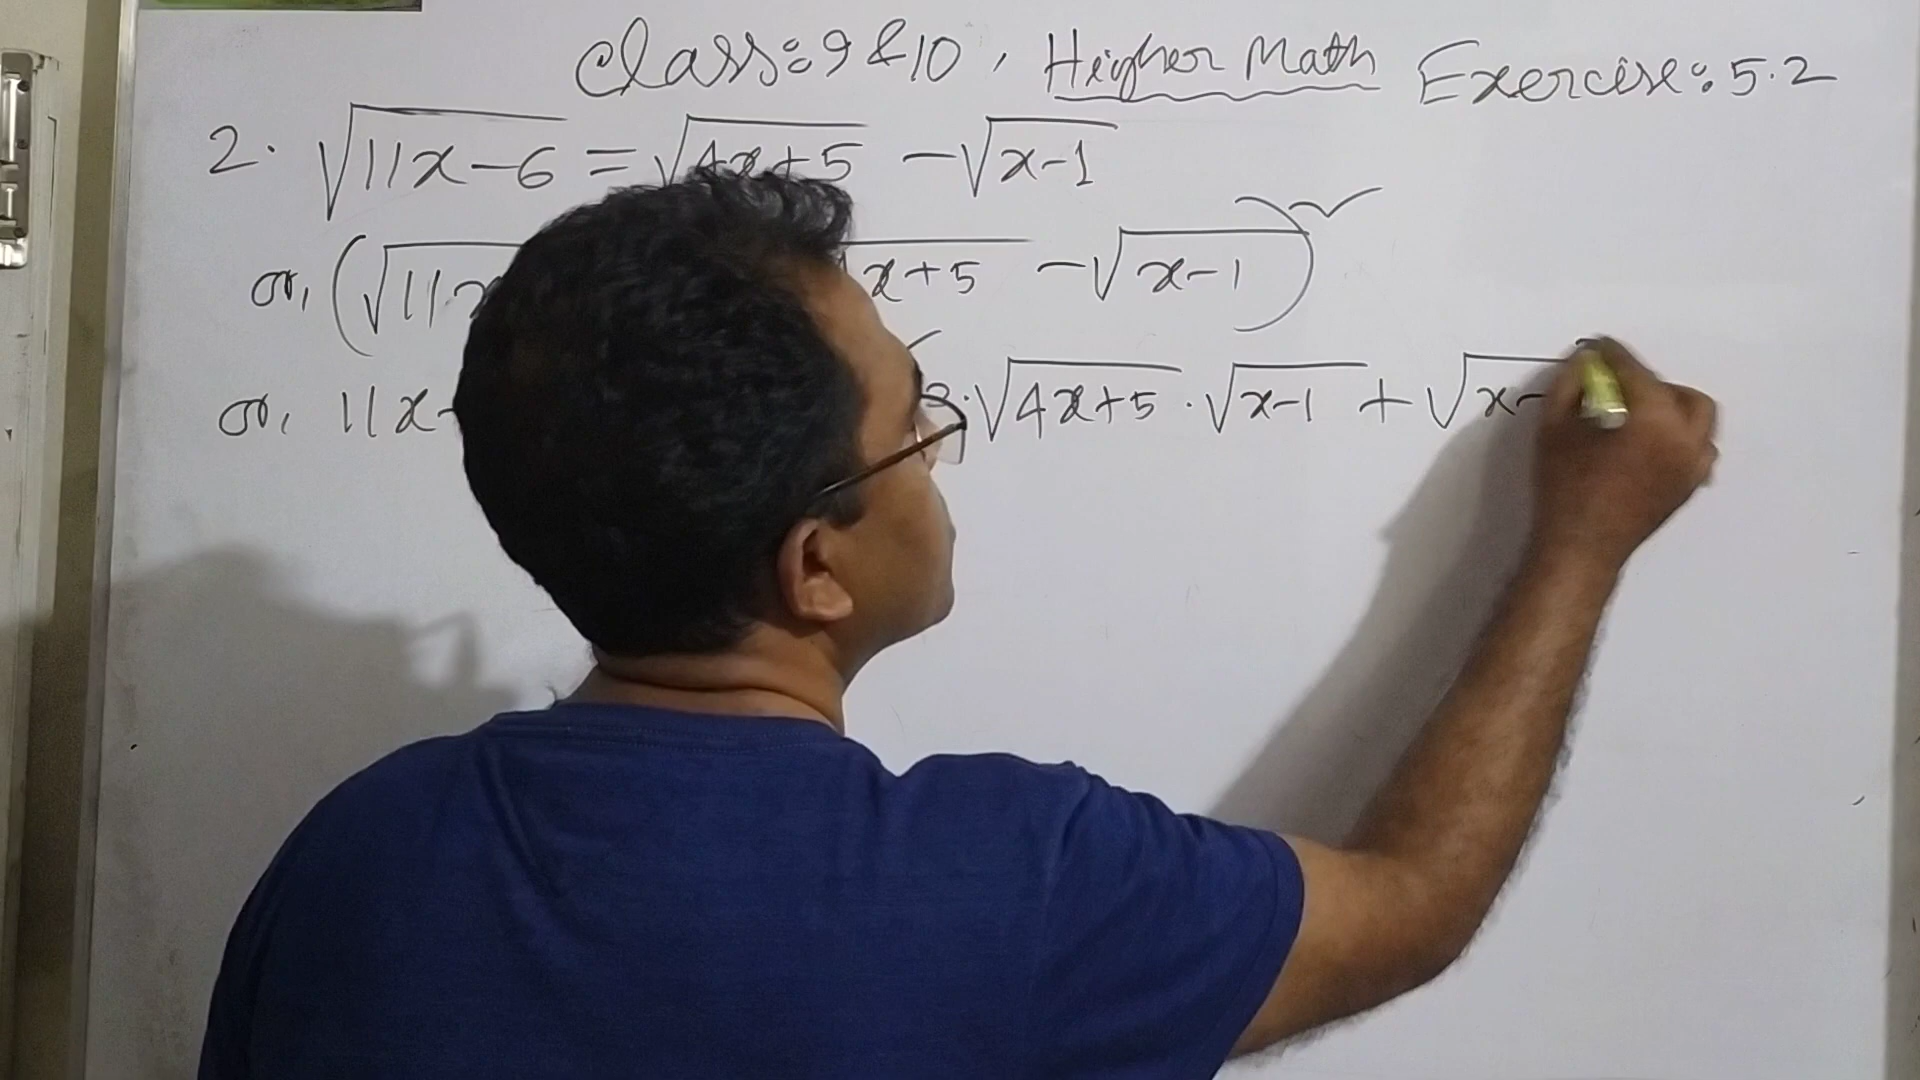 Class: 9 & 10, Higher Math Exercise: 5.2
2. √11x-6 = √4x+5 - √x-1
or, (√11x x+5 - √x-1)²
or, 11x- 2.√4x+5 .√x-1 + √x-